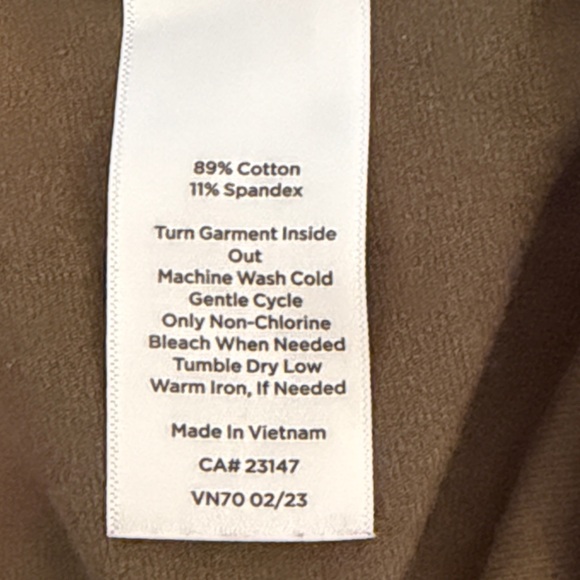 89% Cotton
11% Spandex
Turn Garment Inside
Out
Machine Wash Cold
Gentle Cycle
Only Non-Chlorine
Bleach When Needed
Tumble Dry Low
Warm Iron, If Needed
Made In Vietnam
CA# 23147
VN70 02/23